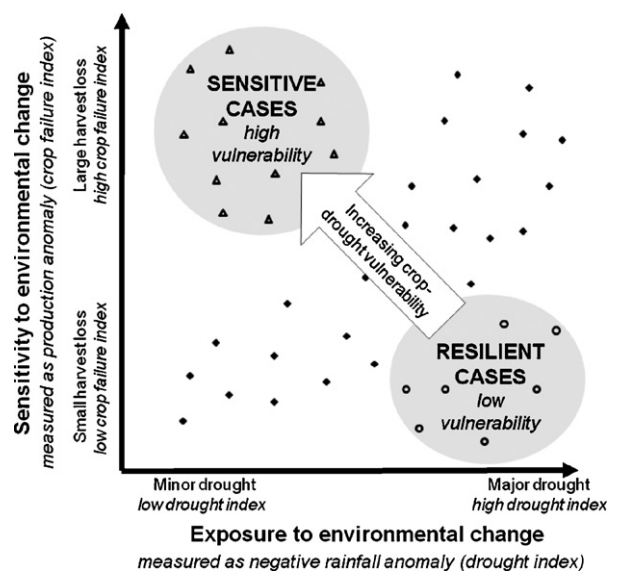 Sensitivity to environmental change
measured as production anomaly (crop failure index)
Large harvest loss
high crop failure index
Small harvest loss
low crop failure index
SENSITIVE
CASES
high
vulnerability
Increasing crop-
drought vulnerability
RESILIENT
CASES
low
vulnerability
Minor drought
low drought index
Major drought
high drought index
Exposure to environmental change
measured as negative rainfall anomaly (drought index)